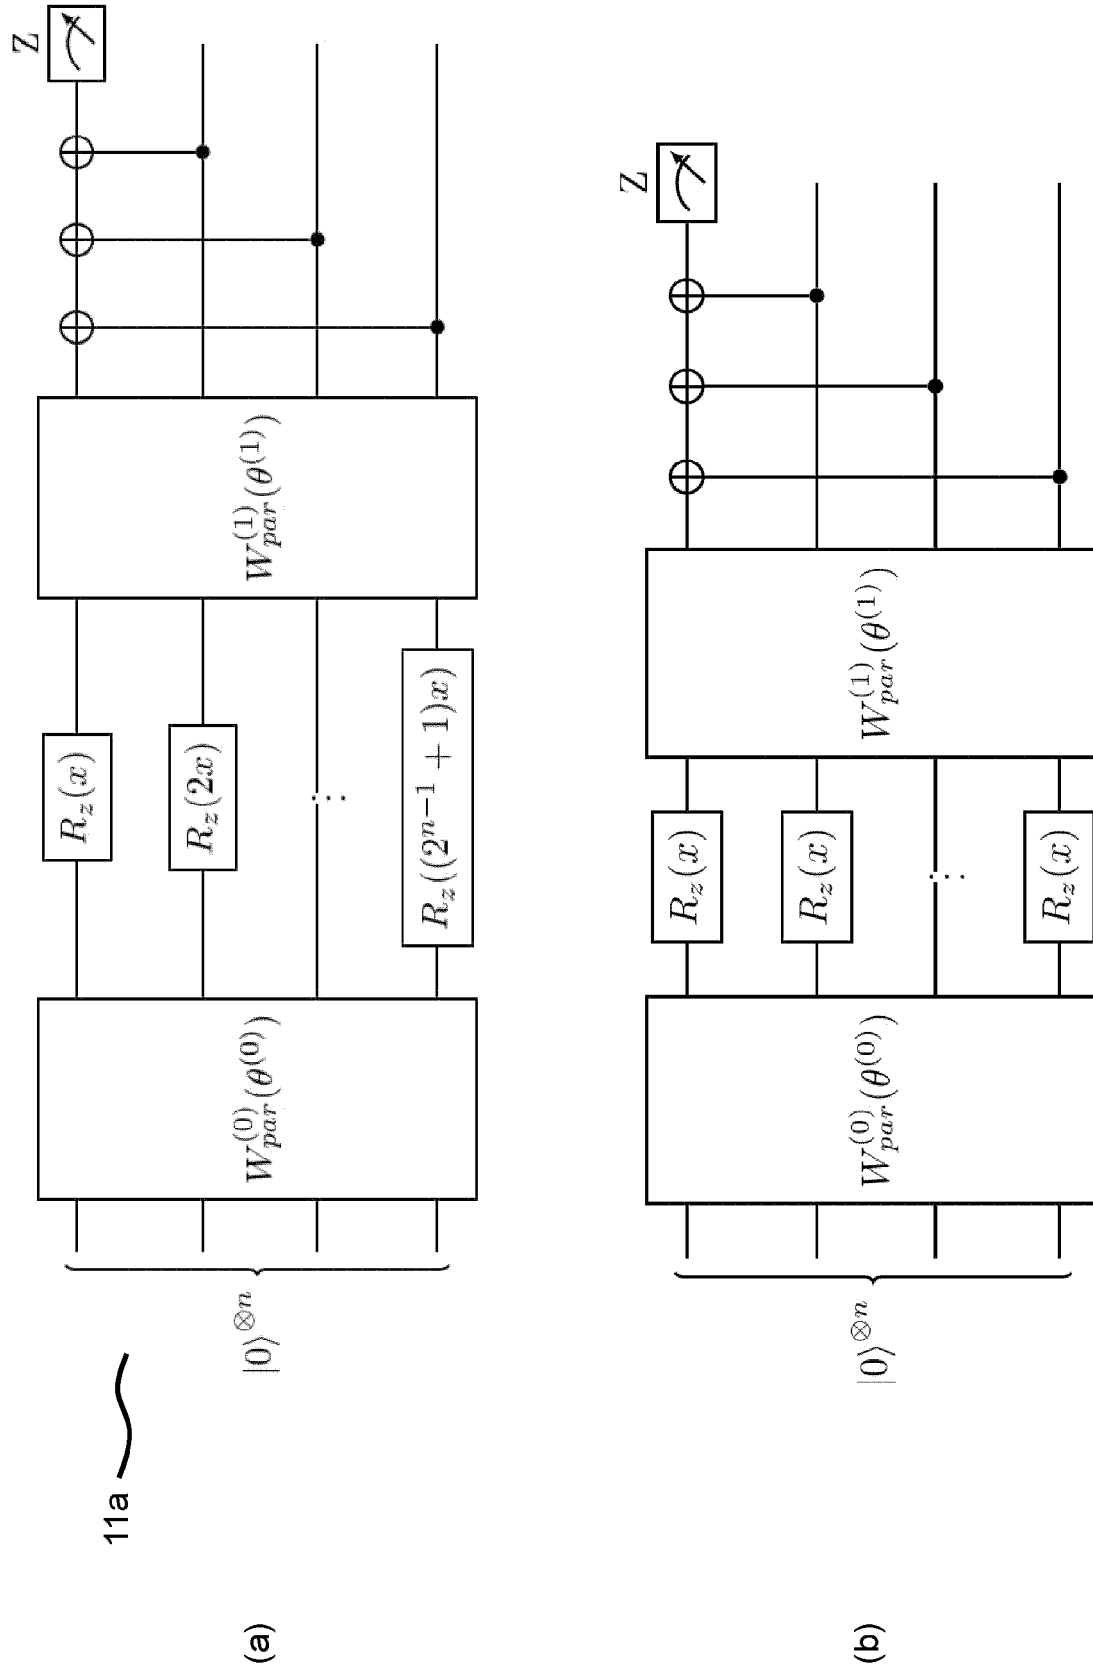 11a
(a)
|0⟩^{⊗n}
W_{par}^{(0)}(θ^{(0)})
R_z(x)
R_z(2x)
⋮
R_z((2^{n-1} + 1)x)
W_{par}^{(1)}(θ^{(1)})
Z
(b)
|0⟩^{⊗n}
W_{par}^{(0)}(θ^{(0)})
R_z(x)
R_z(x)
⋮
R_z(x)
W_{par}^{(1)}(θ^{(1)})
Z